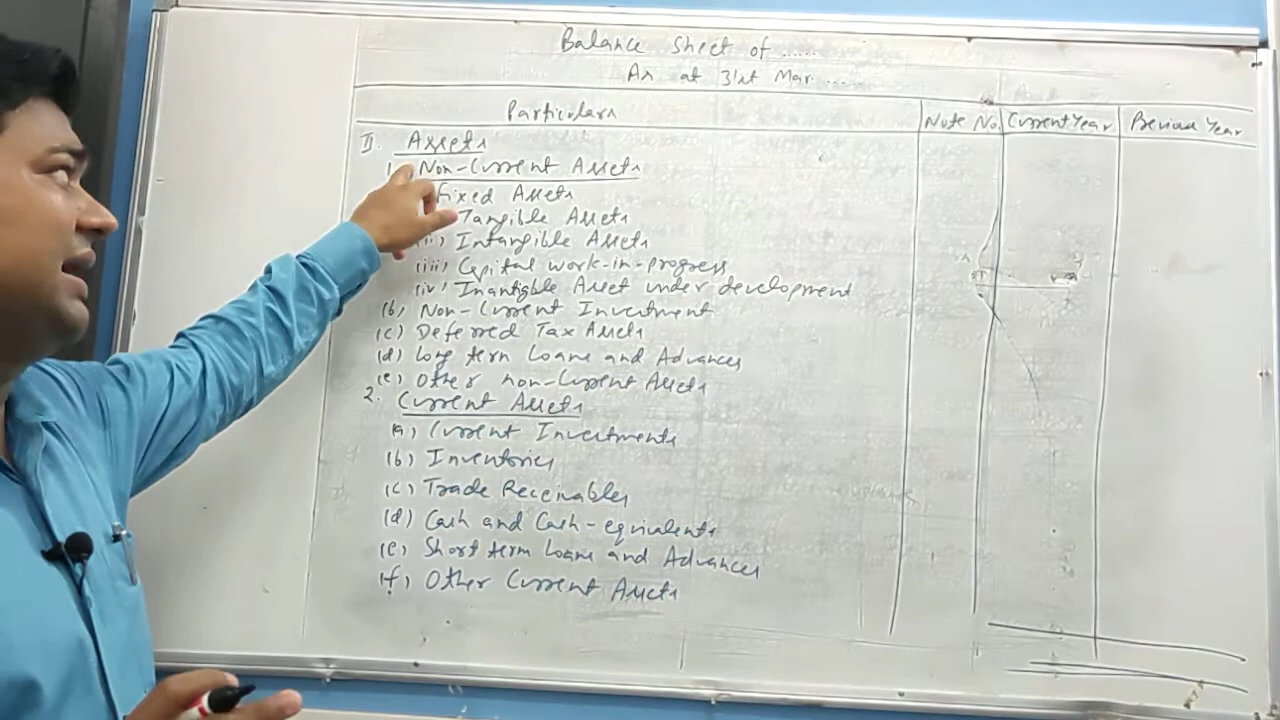 Balance Sheet of ......
As at 31st Mar. ....
Particulars Note No. Current Year Previous Year
II. Assets
1. Non-Current Assets
Fixed Assets
Tangible Assets
(ii) Intangible Assets
(iii) Capital work-in-progress
(iv) Inantigble Asset under development
(b) Non-Current Investment
(c) Deferred Tax Assets
(d) Long term Loans and Advances
(e) Other non-Current Assets
2. Current Assets
(a) Current Investments
(b) Inventories
(c) Trade Receivables
(d) Cash and Cash-equivalents
(e) Short term Loans and Advances
(f) Other Current Assets